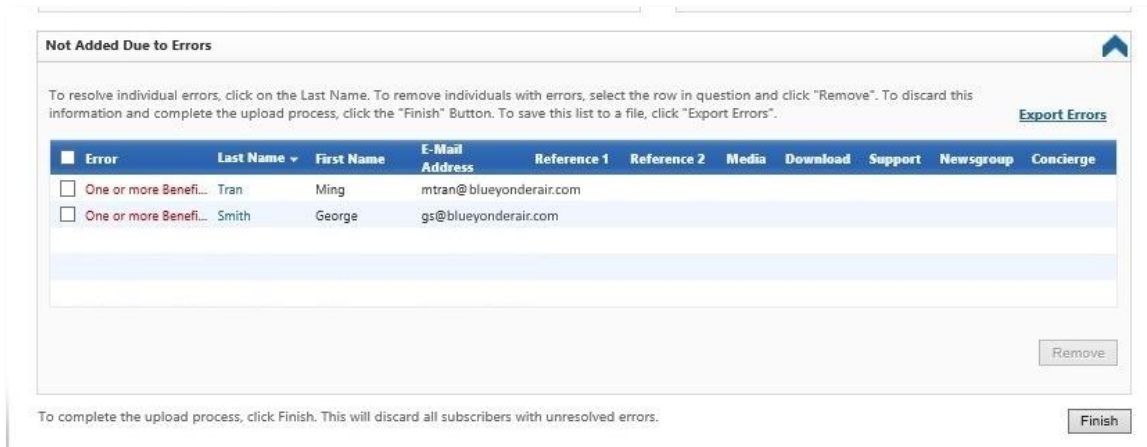 Not Added Due to Errors
To resolve individual errors, click on the Last Name. To remove individuals with errors, select the row in question and click "Remove". To discard this
information and complete the upload process, click the "Finish" Button. To save this list to a file, click "Export Errors".
Export Errors
Error Last Name First Name E-Mail Address Reference 1 Reference 2 Media Download Support Newsgroup Concierge
One or more Benefi... Tran Ming mtran@blueyonderair.com
One or more Benefi... Smith George gs@blueyonderair.com
Remove
To complete the upload process, click Finish. This will discard all subscribers with unresolved errors.
Finish